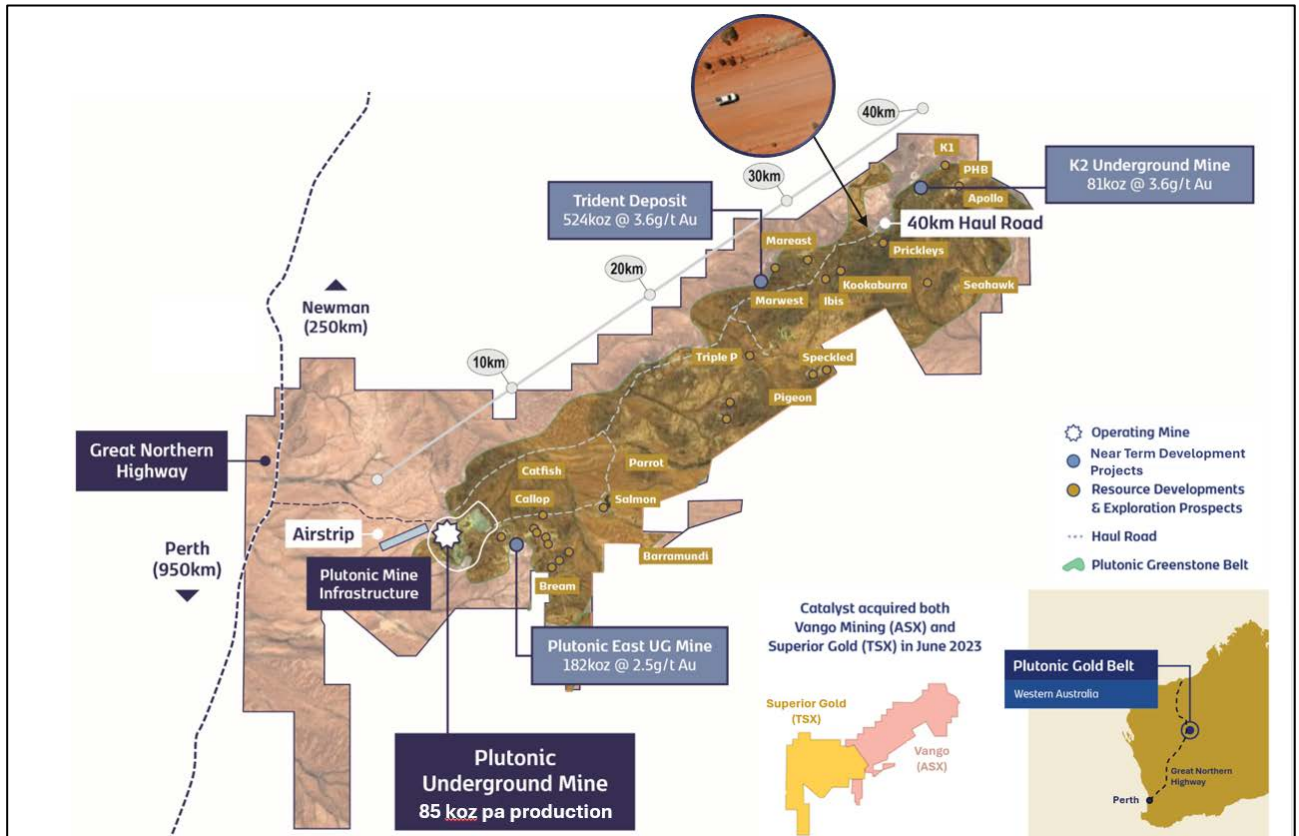 40km
30km
20km
10km
K1
PHB
Apollo
K2 Underground Mine
81koz @ 3.6g/t Au
Trident Deposit
524koz @ 3.6g/t Au
40km Haul Road
Mareast
Prickleys
Marwest
Ibis
Kookaburra
Seahawk
Newman
(250km)
Triple P
Speckled
Pigeon
Great Northern
Highway
Catfish
Parrot
Callop
Salmon
Airstrip
Barramundi
Perth
(950km)
Plutonic Mine
Infrastructure
Bream
Plutonic East UG Mine
182koz @ 2.5g/t Au
Plutonic
Underground Mine
85 koz pa production
Operating Mine
Near Term Development
Projects
Resource Developments
& Exploration Prospects
Haul Road
Plutonic Greenstone Belt
Catalyst acquired both
Vango Mining (ASX) and
Superior Gold (TSX) in June 2023
Superior Gold
(TSX)
Vango
(ASX)
Plutonic Gold Belt
Western Australia
Great Northern
Highway
Perth